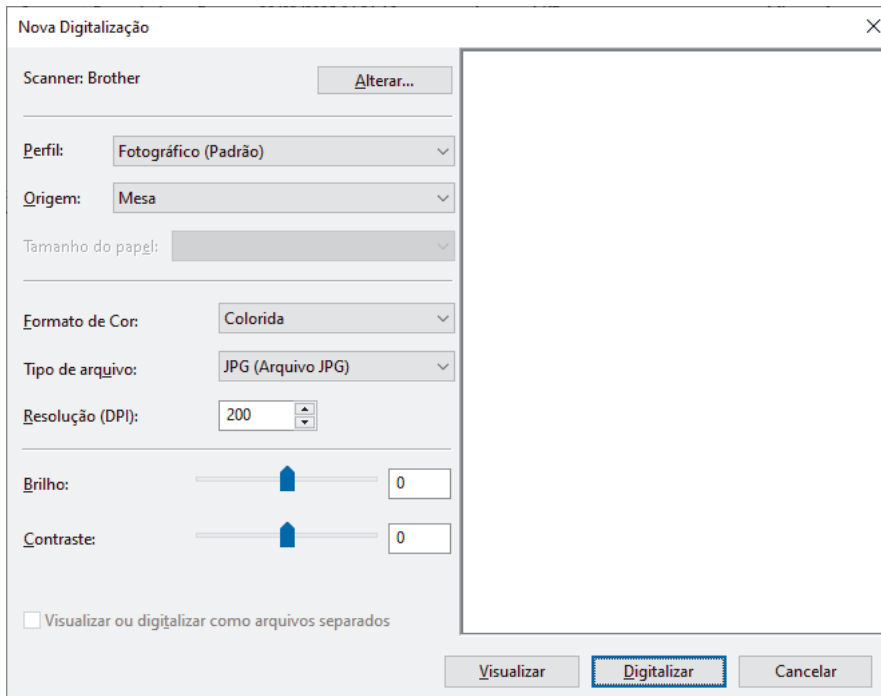 Nova Digitalização
Scanner: Brother
Alterar...
Perfil:
Fotográfico (Padrão)
Origem:
Mesa
Tamanho do papel:
Formato de Cor:
Colorida
Tipo de arquivo:
JPG (Arquivo JPG)
Resolução (DPI):
200
Brilho:
0
Contraste:
0
Visualizar ou digitalizar como arquivos separados
Visualizar
Digitalizar
Cancelar